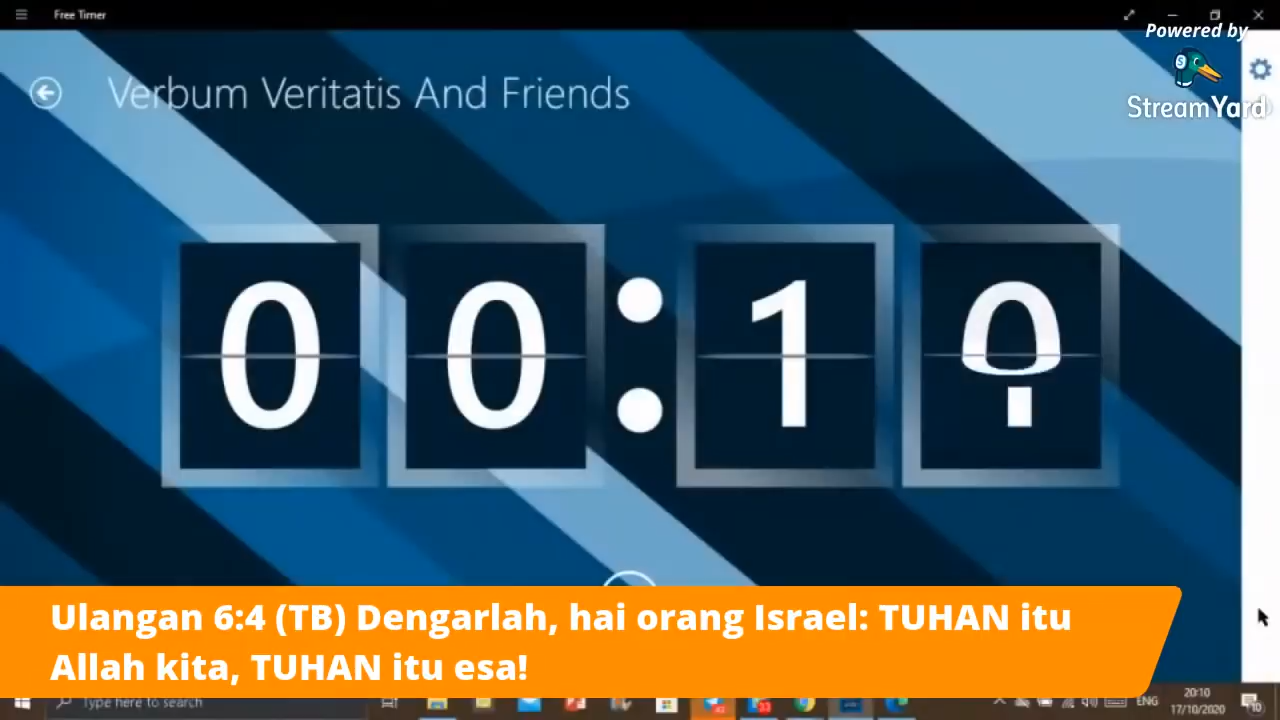 Free Timer
Powered by
StreamYard
Verbum Veritatis And Friends
00:10
Ulangan 6:4 (TB) Dengarlah, hai orang Israel: TUHAN itu
Allah kita, TUHAN itu esa!
Type here to search
ENG
20:10
17/10/2020